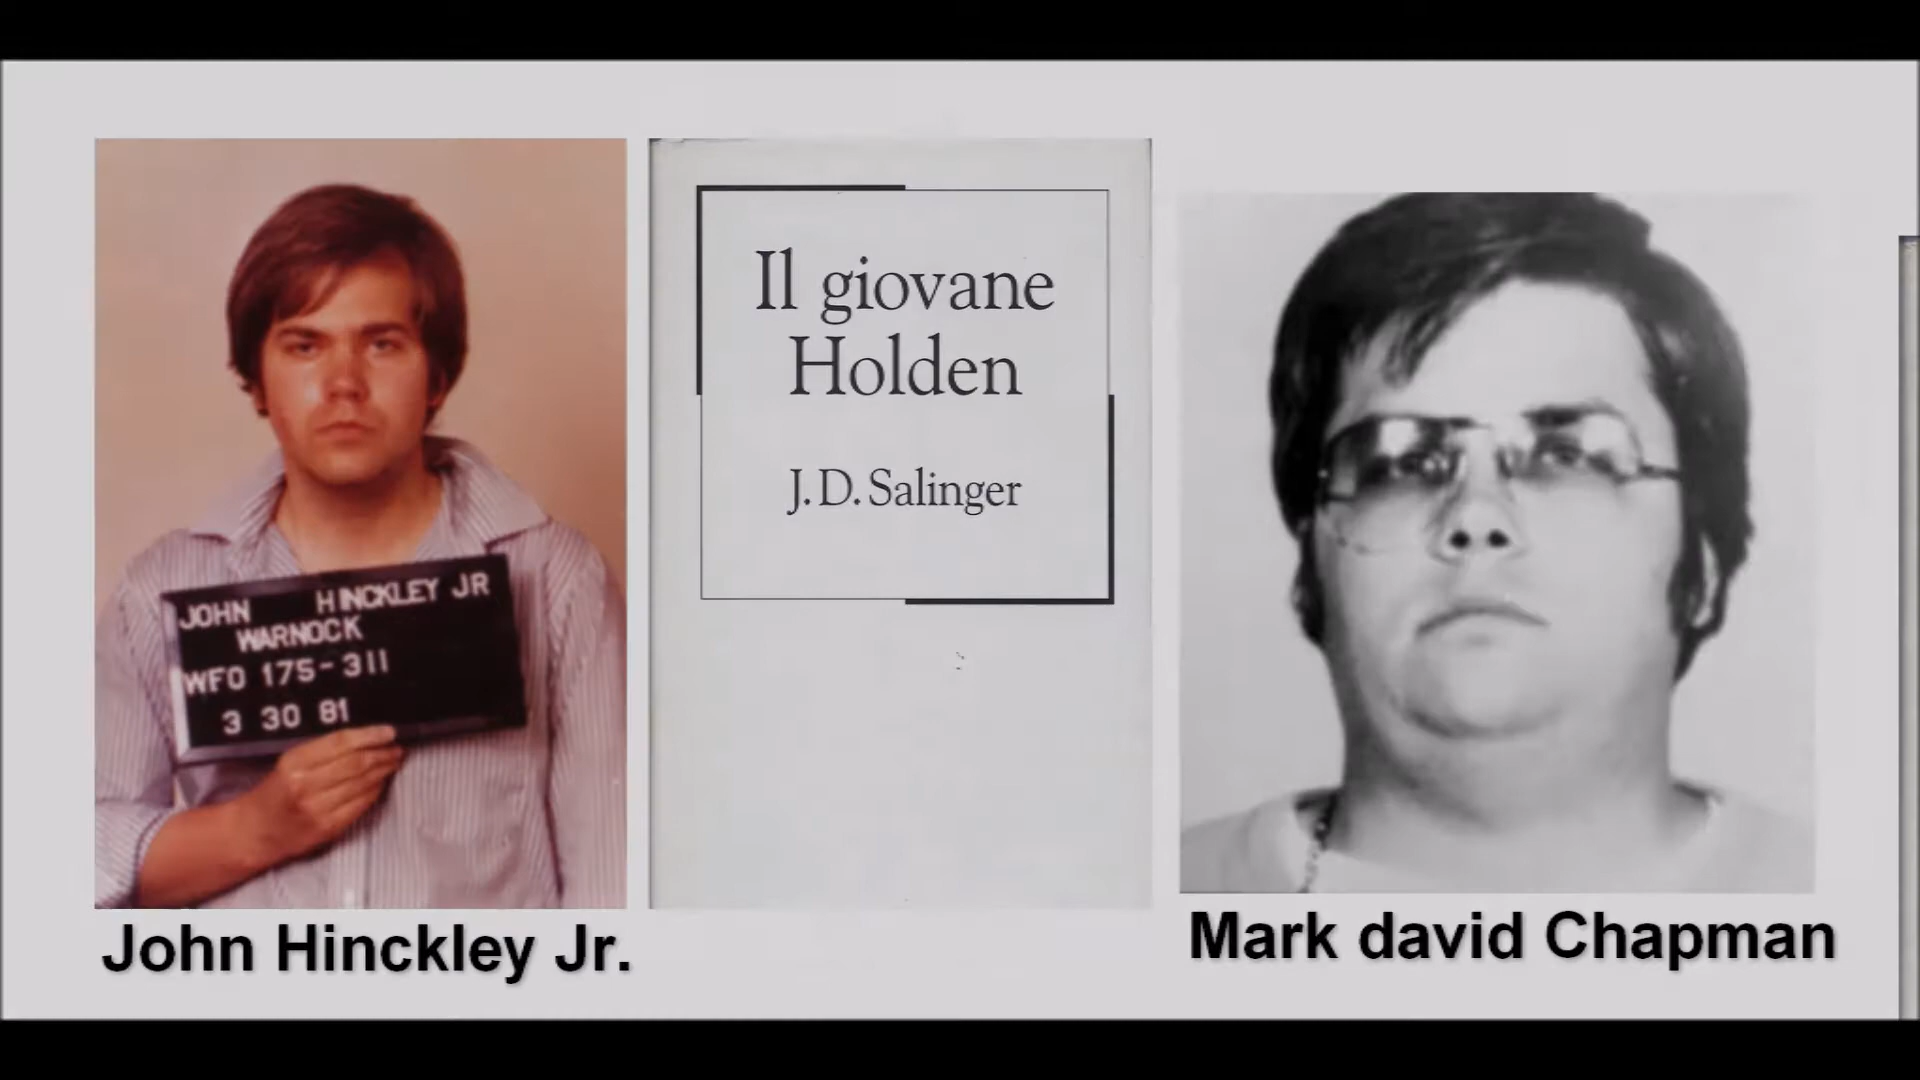 JOHN HINCKLEY JR
WARNOCK
WFO 175-311
3 30 81
John Hinckley Jr.
Il giovane
Holden
J.D. Salinger
Mark david Chapman